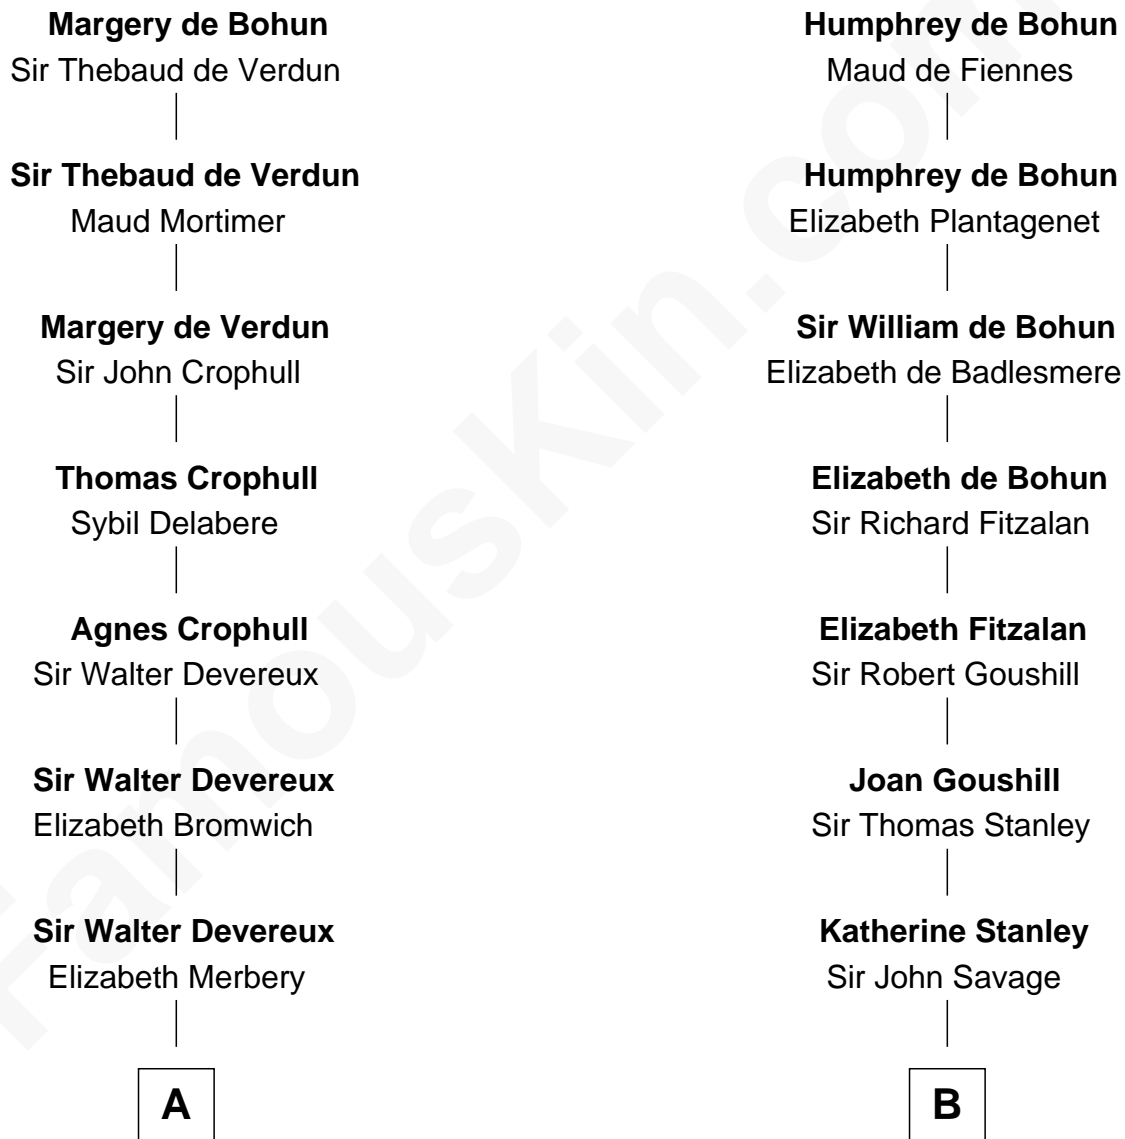 Margery de Bohun
Sir Thebaud de Verdun
Sir Thebaud de Verdun
Maud Mortimer
Margery de Verdun
Sir John Crophull
Thomas Crophull
Sybil Delabere
Agnes Crophull
Sir Walter Devereux
Sir Walter Devereux
Elizabeth Bromwich
Sir Walter Devereux
Elizabeth Merbery
A
Humphrey de Bohun
Maud de Fiennes
Humphrey de Bohun
Elizabeth Plantagenet
Sir William de Bohun
Elizabeth de Badlesmere
Elizabeth de Bohun
Sir Richard Fitzalan
Elizabeth Fitzalan
Sir Robert Goushill
Joan Goushill
Sir Thomas Stanley
Katherine Stanley
Sir John Savage
B
FamousKin.com